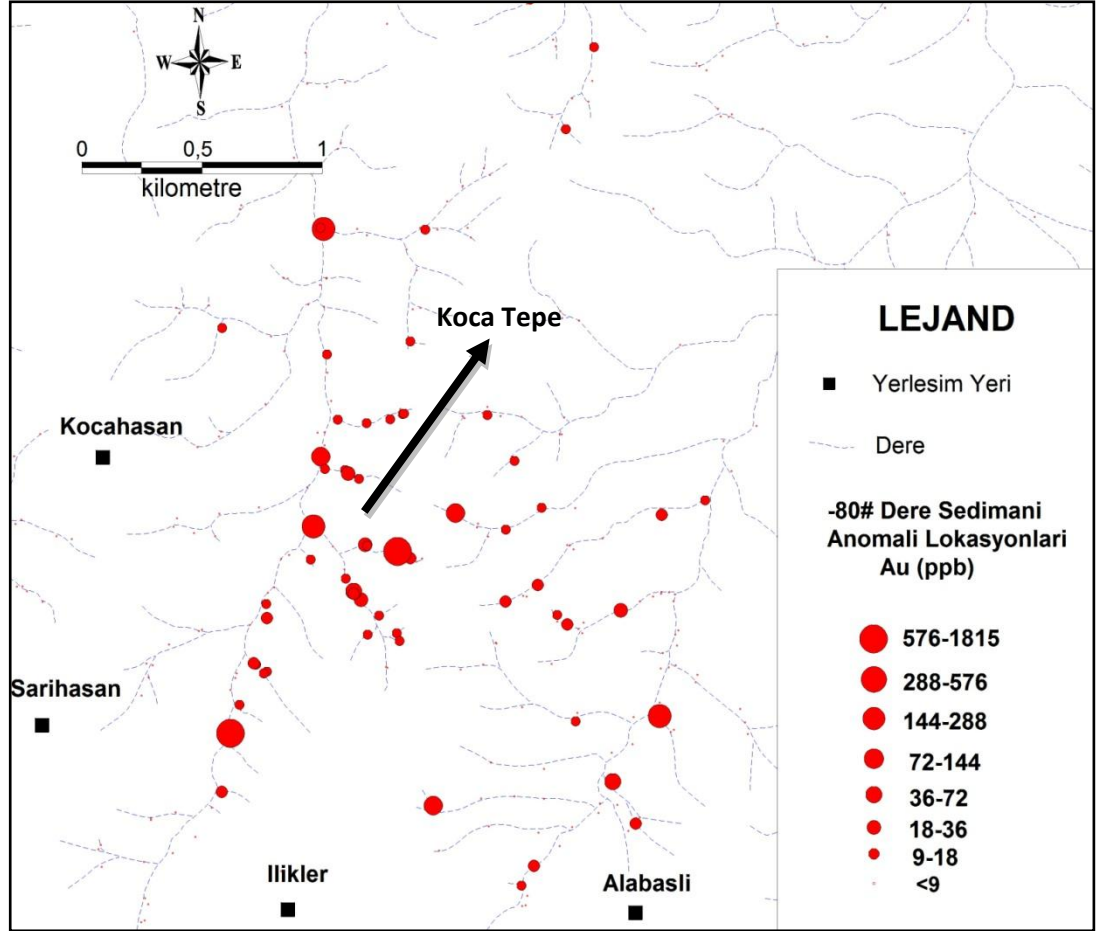 N
W E
S
0 0,5 1
kilometre
Koca Tepe
Kocahasan
Sarihasan
Ilikler
Alabasli
LEJAND
Yerlesim Yeri
Dere
-80# Dere Sedimani
Anomali Lokasyonlari
Au (ppb)
576-1815
288-576
144-288
72-144
36-72
18-36
9-18
<9